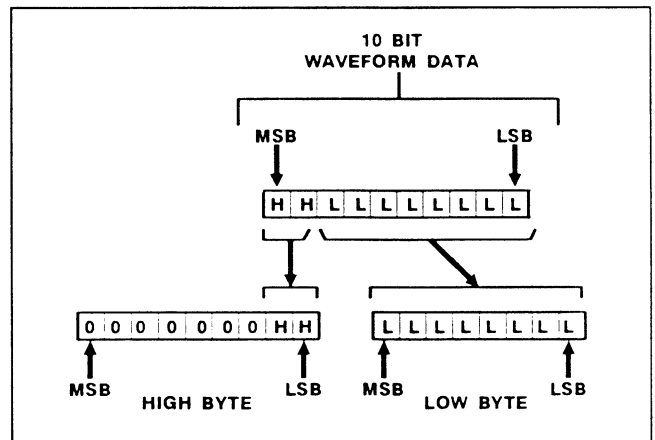 10 BIT
WAVEFORM DATA
MSB LSB
H H L L L L L L L L
0 0 0 0 0 0 0 H H L L L L L L L L
MSB LSB MSB LSB
HIGH BYTE LOW BYTE